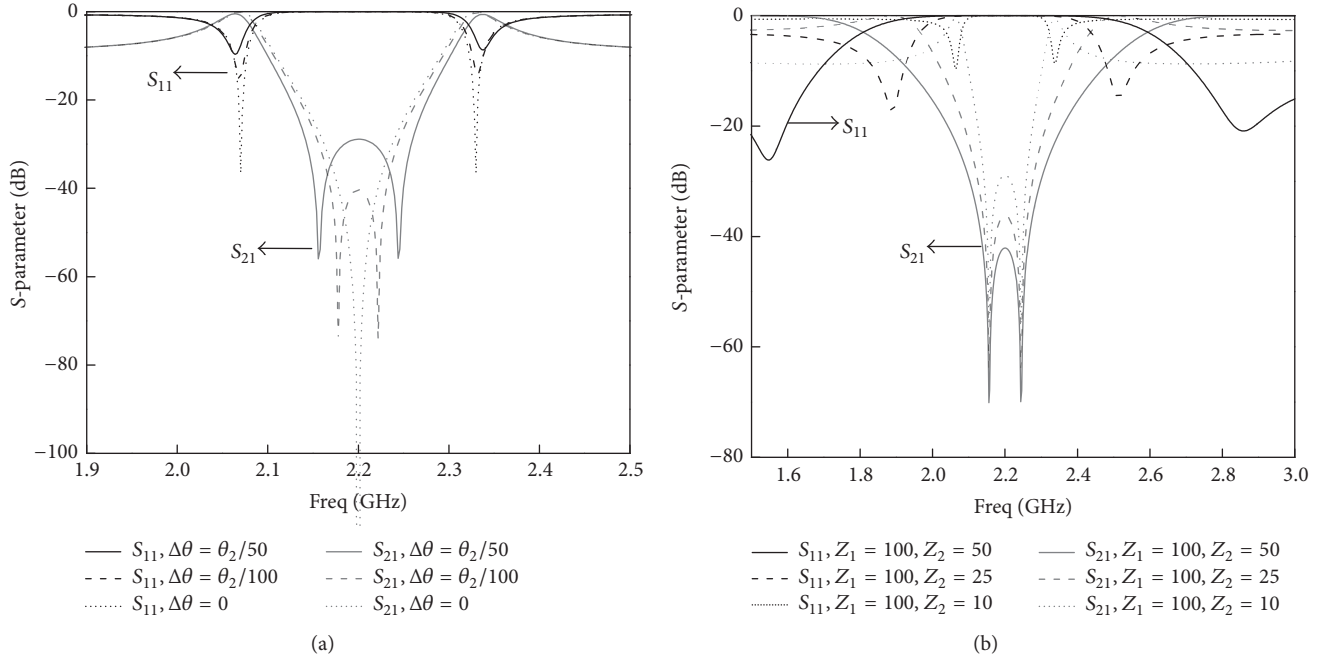 0
−20
−40
−60
−80
−100
S-parameter (dB)
S₁₁
S₂₁
1.9 2.0 2.1 2.2 2.3 2.4 2.5
Freq (GHz)
S₁₁, Δθ = θ₂/50
S₁₁, Δθ = θ₂/100
S₁₁, Δθ = 0
S₂₁, Δθ = θ₂/50
S₂₁, Δθ = θ₂/100
S₂₁, Δθ = 0
(a)
0
−20
−40
−60
−80
S-parameter (dB)
S₁₁
S₂₁
1.6 1.8 2.0 2.2 2.4 2.6 2.8 3.0
Freq (GHz)
S₁₁, Z₁ = 100, Z₂ = 50
S₁₁, Z₁ = 100, Z₂ = 25
S₁₁, Z₁ = 100, Z₂ = 10
S₂₁, Z₁ = 100, Z₂ = 50
S₂₁, Z₁ = 100, Z₂ = 25
S₂₁, Z₁ = 100, Z₂ = 10
(b)